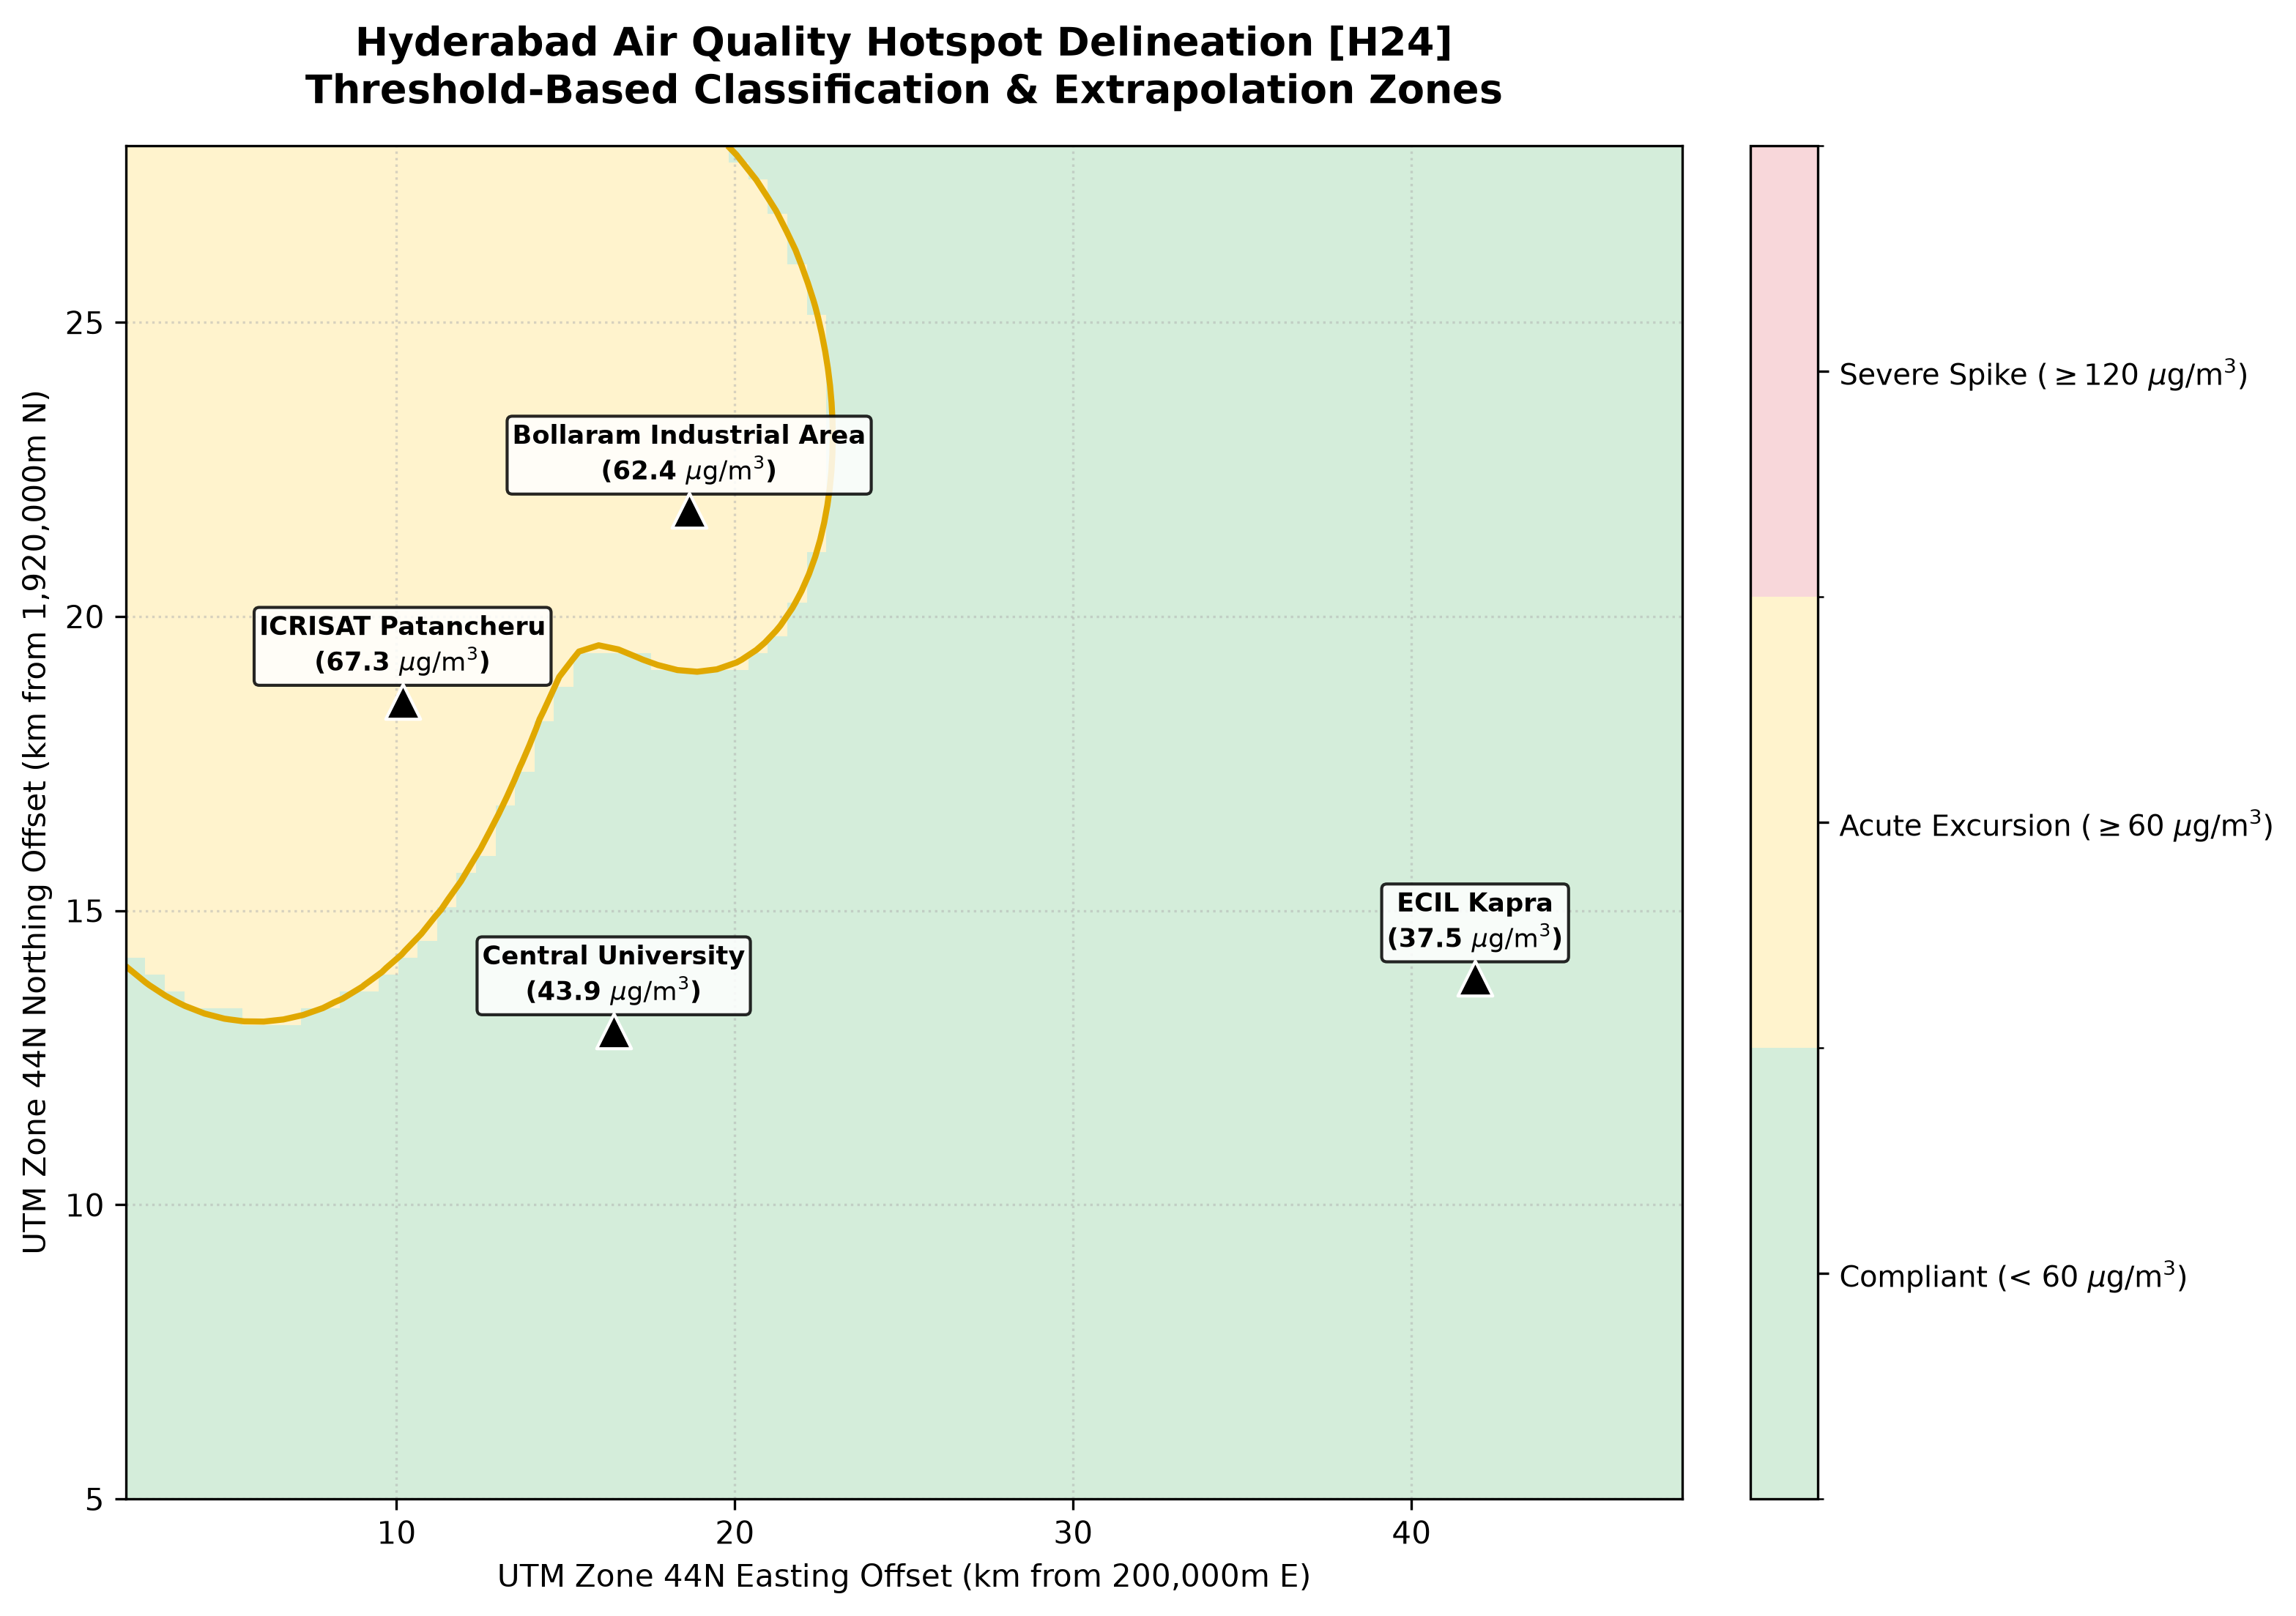 Hyderabad Air Quality Hotspot Delineation [H24]
Threshold-Based Classification & Extrapolation Zones
UTM Zone 44N Northing Offset (km from 1,920,000m N)
25
20
15
10
5
Bollaram Industrial Area
(62.4 μg/m³)
ICRISAT Patancheru
(67.3 μg/m³)
ECIL Kapra
(37.5 μg/m³)
Central University
(43.9 μg/m³)
10
20
30
40
UTM Zone 44N Easting Offset (km from 200,000m E)
Severe Spike (≥120 μg/m³)
Acute Excursion (≥60 μg/m³)
Compliant (< 60 μg/m³)